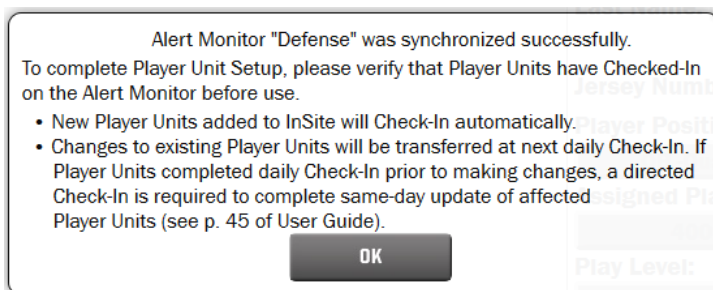 Alert Monitor "Defense" was synchronized successfully.
To complete Player Unit Setup, please verify that Player Units have Checked-In
on the Alert Monitor before use.
• New Player Units added to InSite will Check-In automatically.
• Changes to existing Player Units will be transferred at next daily Check-In. If
Player Units completed daily Check-In prior to making changes, a directed
Check-In is required to complete same-day update of affected
Player Units (see p. 45 of User Guide).
OK
Last Name:
Jersey Numb
Player Positi
Assigned Pla
Play Level: